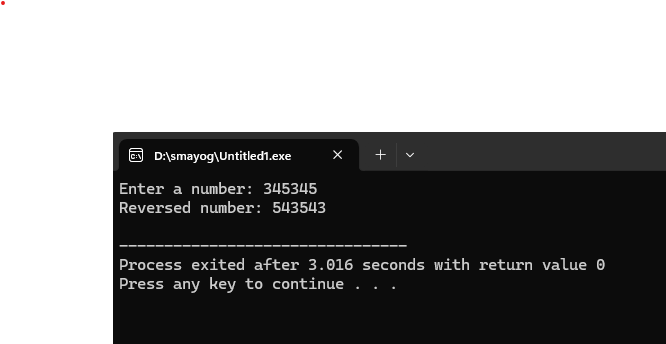 D:\smayog\Untitled1.exe
Enter a number: 345345
Reversed number: 543543
--------------------------------
Process exited after 3.016 seconds with return value 0
Press any key to continue . . .